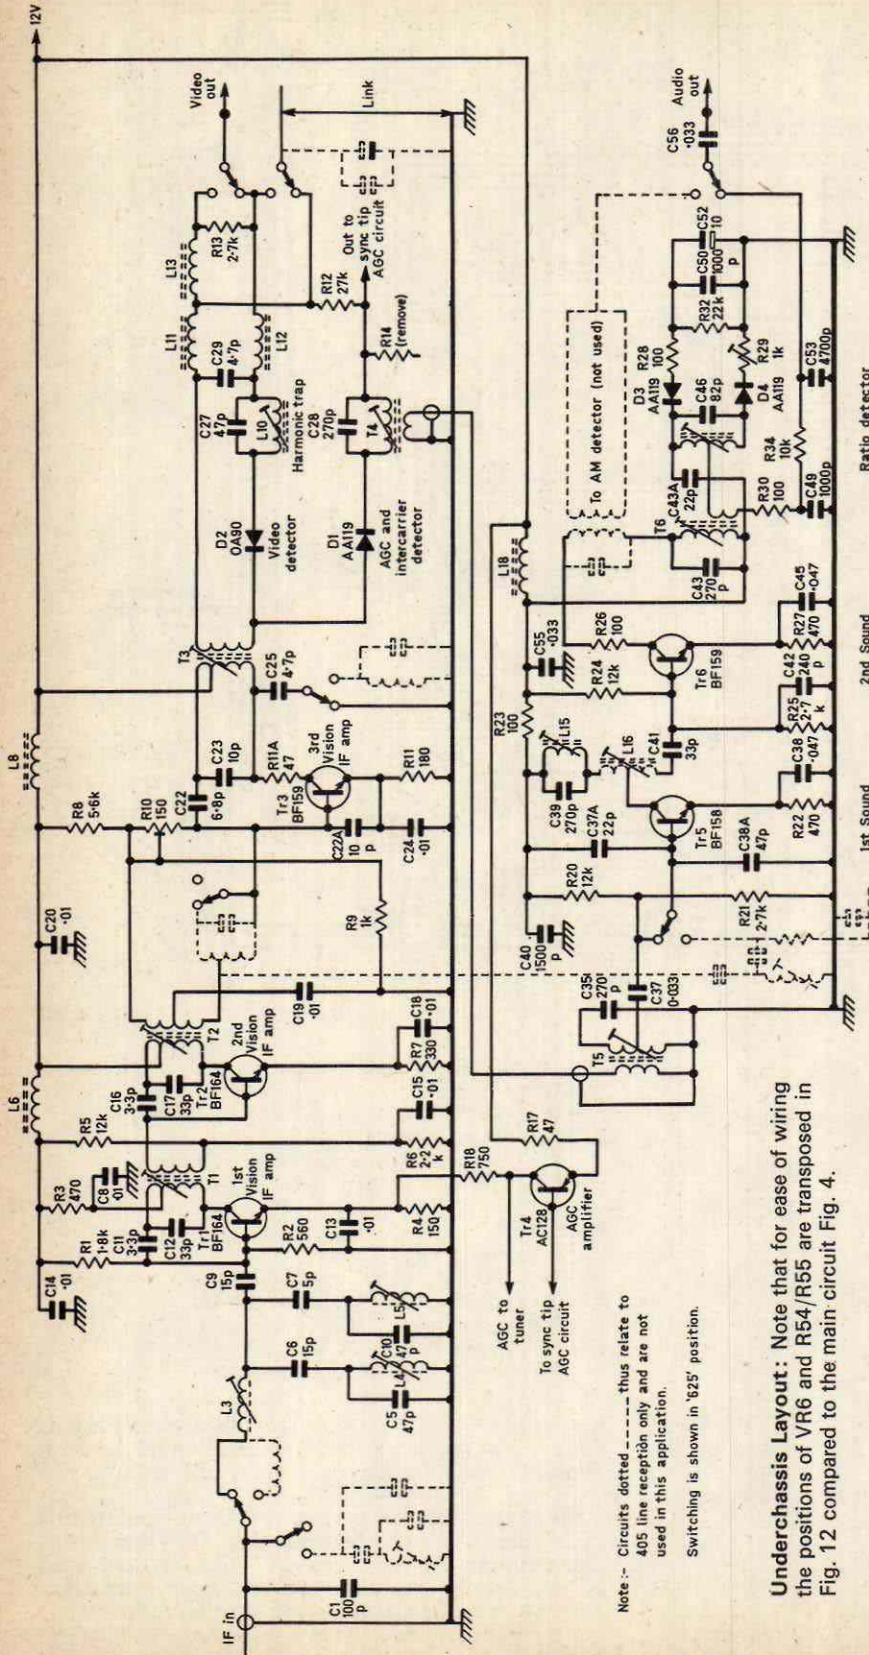 12V
L6
L8
C14
·01
R1
1·8k
R3
470
C8
·01
R5
12k
C20
·01
R8
5·6k
R10
150
C11
3·3p
C12
33p
T1
Tr1
BF164
1st
Vision
IF amp
C16
3·3p
C17
33p
T2
Tr2
BF164
2nd
Vision
IF amp
C22
6·8p
C23
10p
T3
R11A
47
Tr3
BF159
3rd
Vision
IF amp
C25
4·7p
C22A
10
p
C24
·01
R11
180
R9
1k
C19
·01
C18
·01
R7
330
C15
·01
R6
2·2
k
C9
15p
R2
560
C13
·01
R4
150
C7
5p
C6
15p
L5
C10
47
p
L4
C5
47p
L3
IF in
C1
100
p
D2
OA90
Video
detector
D1
AA119
AGC and
intercarrier
detector
C27
47p
L10
Harmonic trap
C28
270p
T4
C29
4·7p
L11
L12
L13
R13
2·7k
R12
27k
R14
(remove)
Out to
sync tip
AGC circuit
Video
out
Link
R18
750
R17
47
Tr4
AC128
AGC
amplifier
AGC to
tuner
To sync tip
AGC circuit
T5
C35
270
p
C37
0·033
C40
1500
p
R20
12k
R21
2·7k
C37A
22p
C38A
47p
Tr5
BF158
R22
470
C38
·047
C39
270p
L15
L16
C41
33p
R23
100
C55
·033
L18
R24
12k
R26
100
Tr6
BF159
R25
2·7
k
C42
240
p
R27
470
C45
·047
C43
270
p
T6
C43A
22p
To AM detector (not used)
R30
100
C49
1000p
R34
10k
C53
4700p
D3
AA119
C46
82p
D4
AA119
R28
100
R29
1k
R32
22k
C50
1000
p
C52
10
C56
·033
Audio
out
1st Sound
2nd Sound
Ratio detector
Note :- Circuits dotted ----- thus relate to
405 line reception only and are not
used in this application.
Switching is shown in '625' position.
Underchassis Layout: Note that for ease of wiring
the positions of VR6 and R54/R55 are transposed in
Fig. 12 compared to the main circuit Fig. 4.